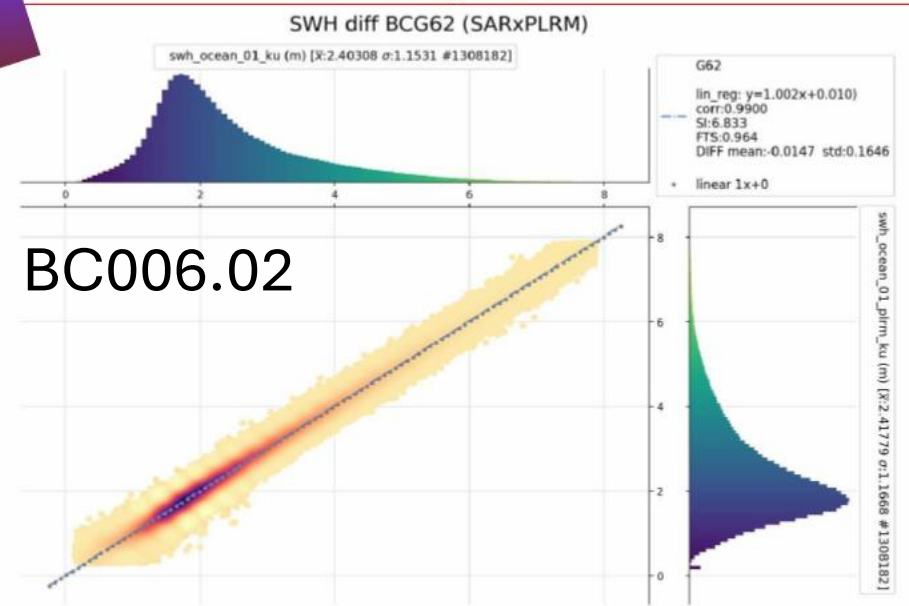 SWH diff BCG62 (SARxPLRM)
swh_ocean_01_ku (m) [x̄:2.40308 σ:1.1531 #1308182]
G62
lin_reg: y=1.002x+0.010)
corr:0.9900
SI:6.833
FTS:0.964
DIFF mean:-0.0147 std:0.1646
linear 1x+0
0 2 4 6 8
BC006.02
8
6
4
2
0
swh_ocean_01_plrm_ku (m) [x̄:2.41779 σ:1.1668 #1308182]